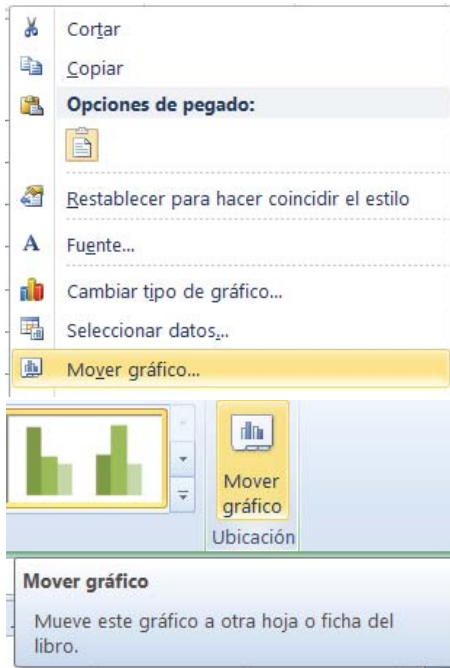 Cortar
Copiar
Opciones de pegado:
Restablecer para hacer coincidir el estilo
A Fuente...
Cambiar tipo de gráfico...
Seleccionar datos...
Mover gráfico...
Mover
gráfico
Ubicación
Mover gráfico
Mueve este gráfico a otra hoja o ficha del
libro.